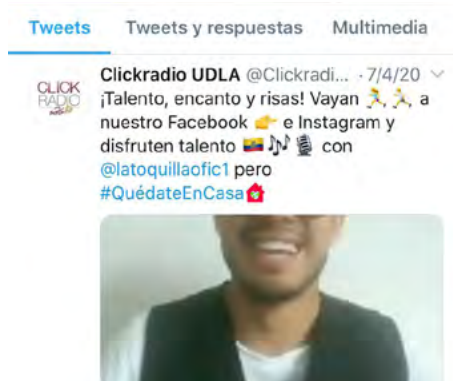 Tweets Tweets y respuestas Multimedia
Clickradio UDLA @Clickradi... · 7/4/20
CLICK
RADIO
¡Talento, encanto y risas! Vayan 🏃, 🏃, a
nuestro Facebook 👉 e Instagram y
disfruten talento 🇪🇨🎶🎙 con
@latoquillaofic1 pero
#QuédateEnCasa🏠